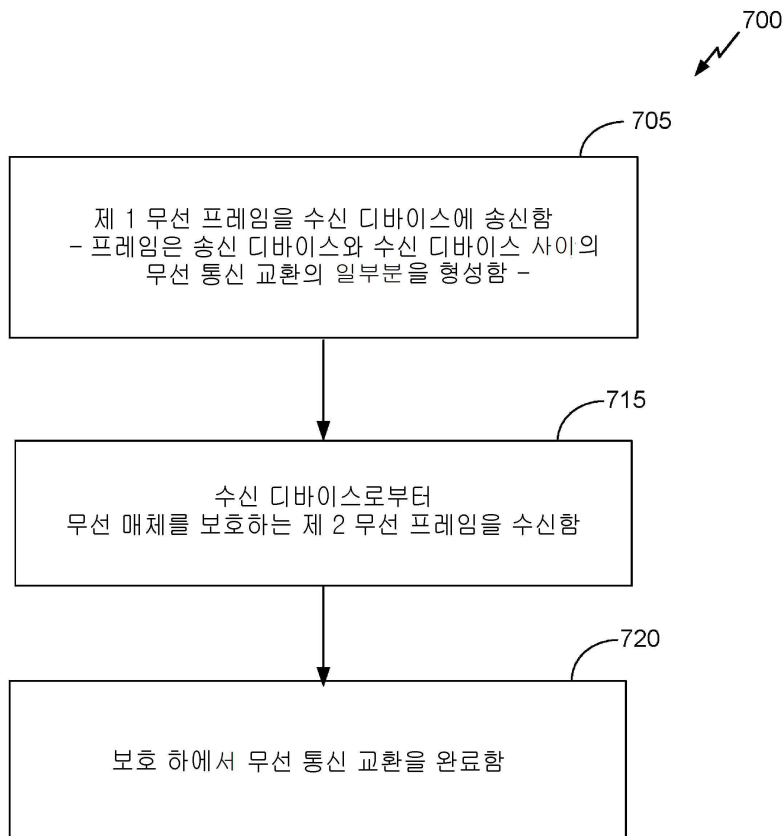 700
705
제 1 무선 프레임을 수신 디바이스에 송신함
- 프레임은 송신 디바이스와 수신 디바이스 사이의
무선 통신 교환의 일부분을 형성함 -
715
수신 디바이스로부터
무선 매체를 보호하는 제 2 무선 프레임을 수신함
720
보호 하에서 무선 통신 교환을 완료함